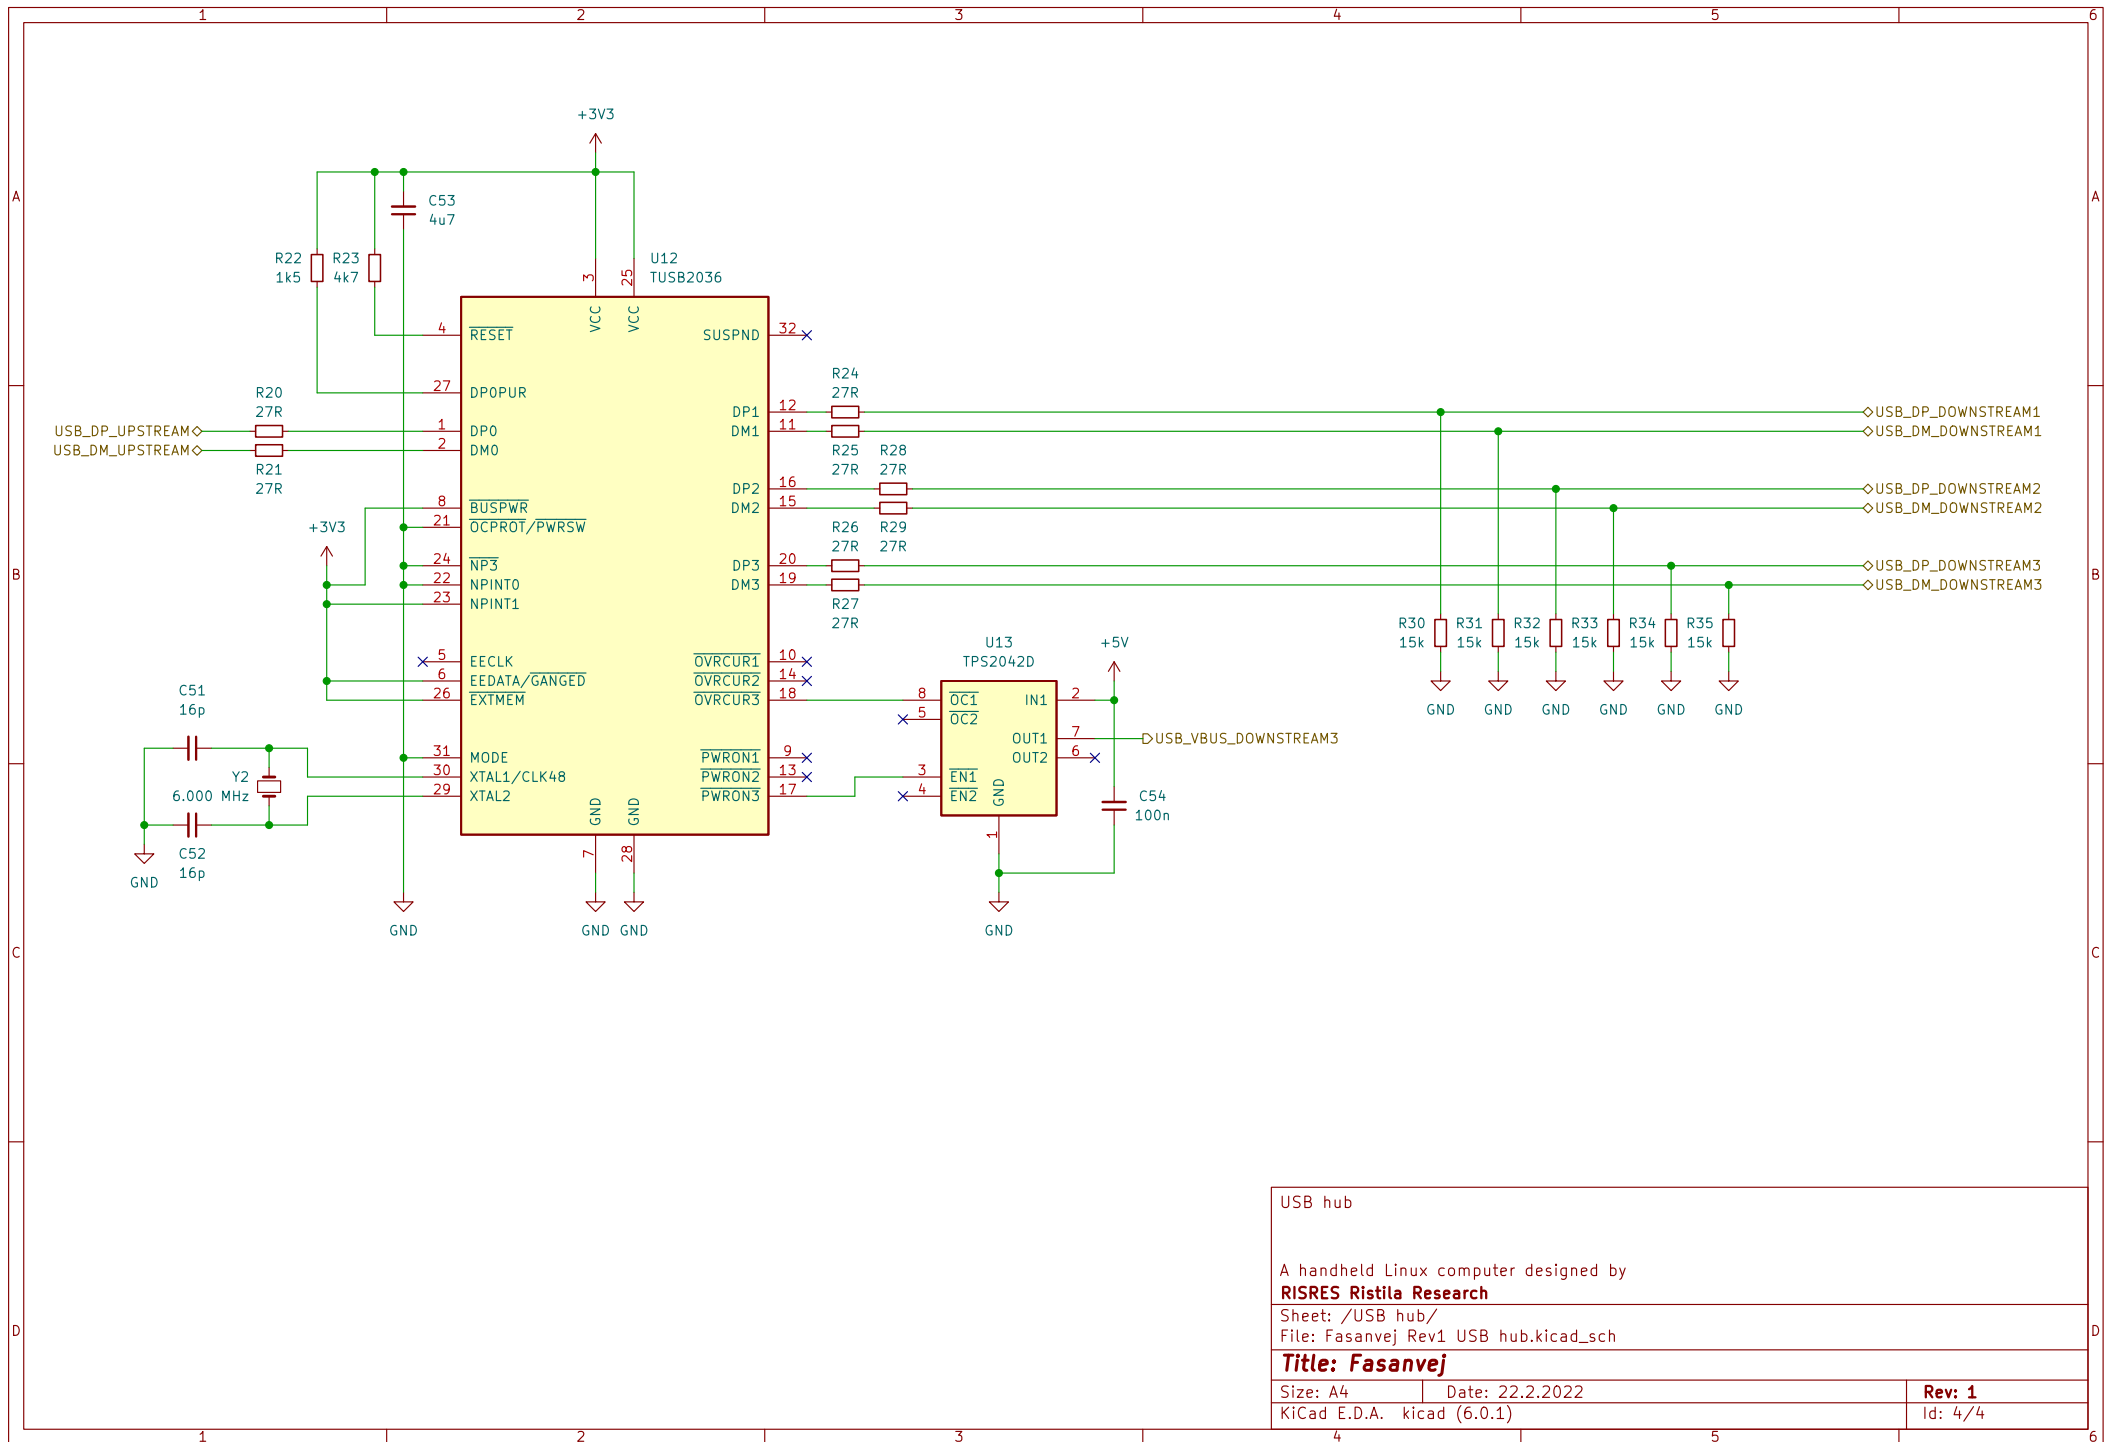 1 2 3 4 5 6
+3V3
A A
C53
4u7
R22 R23
1k5 4k7
U12
TUSB2036
3 25
VCC VCC
4 RESET
SUSPND 32
27 DP0PUR
R20
27R
R24
27R
DP1 12
USB_DP_DOWNSTREAM1
USB_DP_UPSTREAM
1 DP0
DM1 11
USB_DM_DOWNSTREAM1
USB_DM_UPSTREAM
2 DM0
R21
27R
R25 R28
27R 27R
DP2 16
USB_DP_DOWNSTREAM2
8 BUSPWR
DM2 15
USB_DM_DOWNSTREAM2
+3V3
21 OCPROT/PWRSW
R26 R29
27R 27R
24 NP3
DP3 20
USB_DP_DOWNSTREAM3
B B
22 NPINT0
DM3 19
USB_DM_DOWNSTREAM3
23 NPINT1
R27
27R
R30 R31 R32 R33 R34 R35
15k 15k 15k 15k 15k 15k
U13
TPS2042D
+5V
5 EECLK
OVRCUR1 10
6 EEDATA/GANGED
OVRCUR2 14
26 EXTMEM
OVRCUR3 18
8 OC1
IN1 2
5 OC2
OUT1 7
USB_VBUS_DOWNSTREAM3
OUT2 6
3 EN1
4 EN2
GND
1
GND GND GND GND GND GND
C51
16p
31 MODE
PWRON1 9
Y2
6.000 MHz
30 XTAL1/CLK48
PWRON2 13
29 XTAL2
PWRON3 17
C54
100n
GND GND
7 28
C52
16p
GND
GND GND GND GND
C C
USB hub
A handheld Linux computer designed by
RISRES Ristila Research
Sheet: /USB hub/
File: Fasanvej Rev1 USB hub.kicad_sch
D D
Title: Fasanvej
Size: A4 Date: 22.2.2022 Rev: 1
KiCad E.D.A. kicad (6.0.1) Id: 4/4
1 2 3 4 5 6